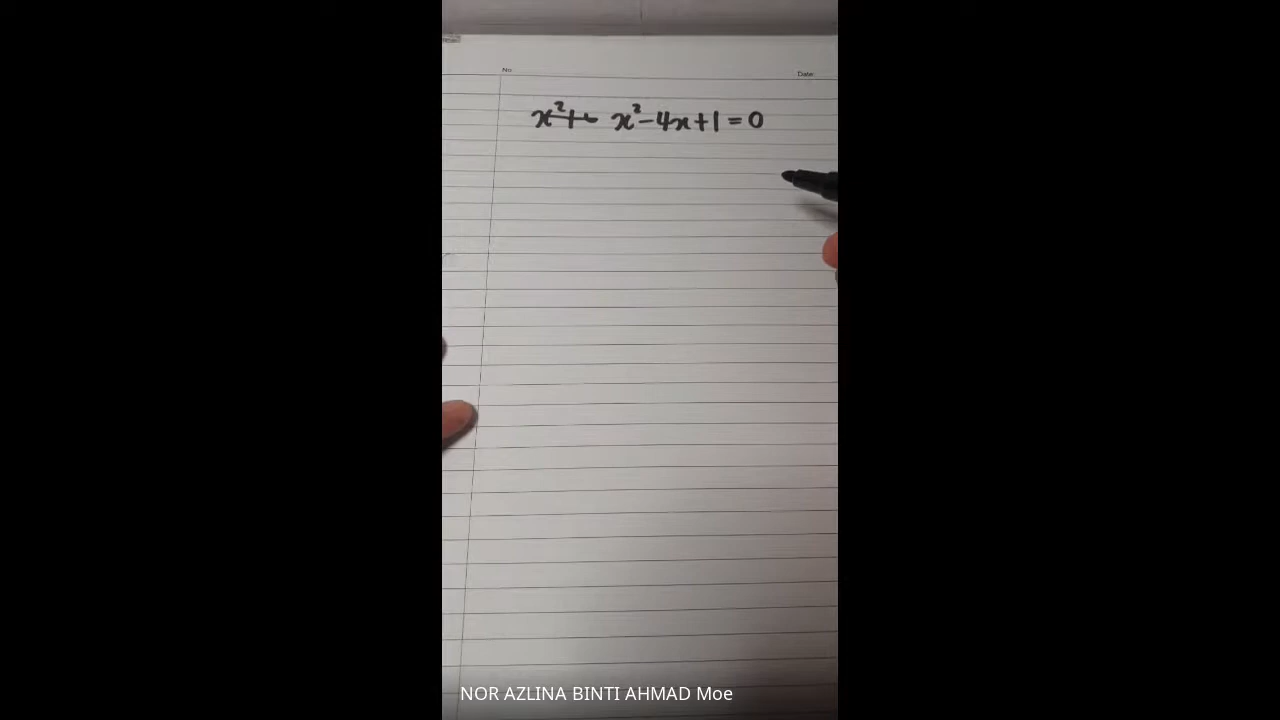 No:
Date:
x² + x² - 4x + 1 = 0
NOR AZLINA BINTI AHMAD Moe